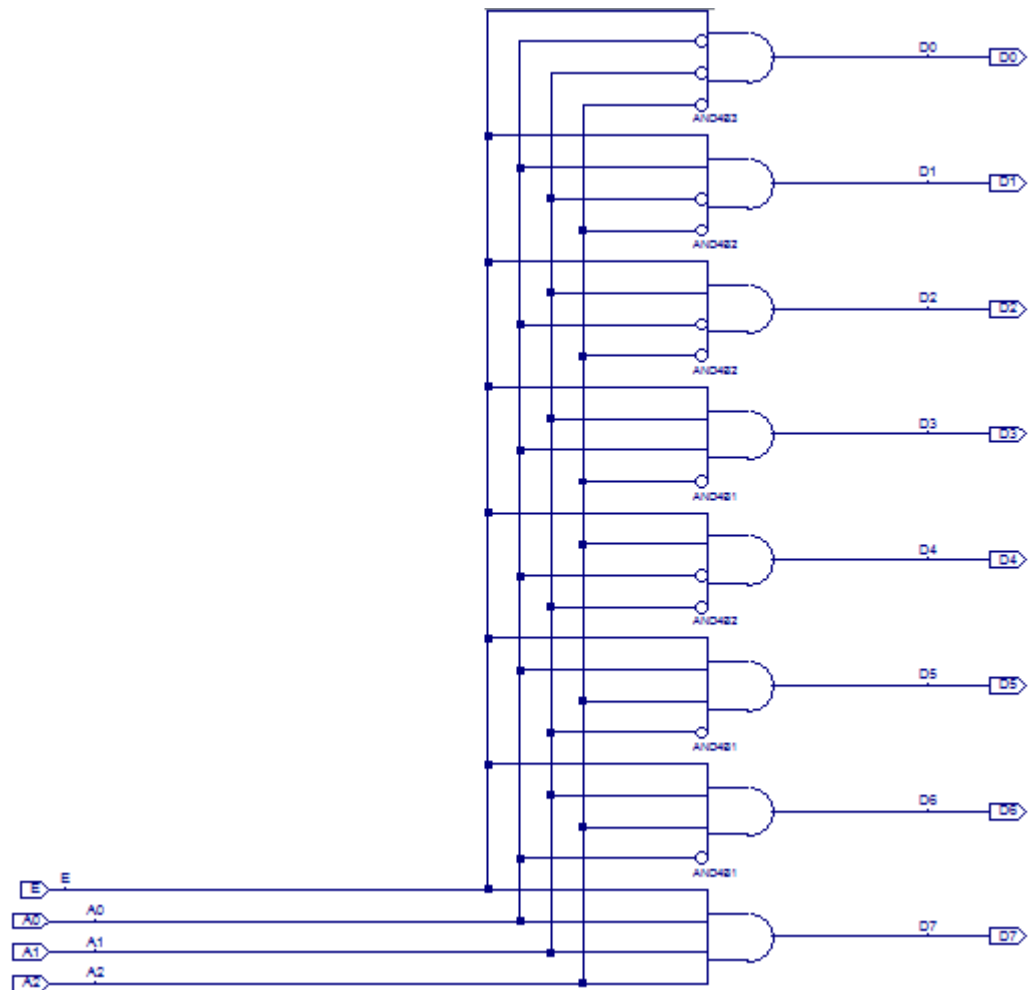 D0 D0
AND4B3
D1 D1
AND4B2
D2 D2
AND4B2
D3 D3
AND4B1
D4 D4
AND4B2
D5 D5
AND4B1
D6 D6
AND4B1
E E
A0 A0
D7 D7
A1 A1
A2 A2